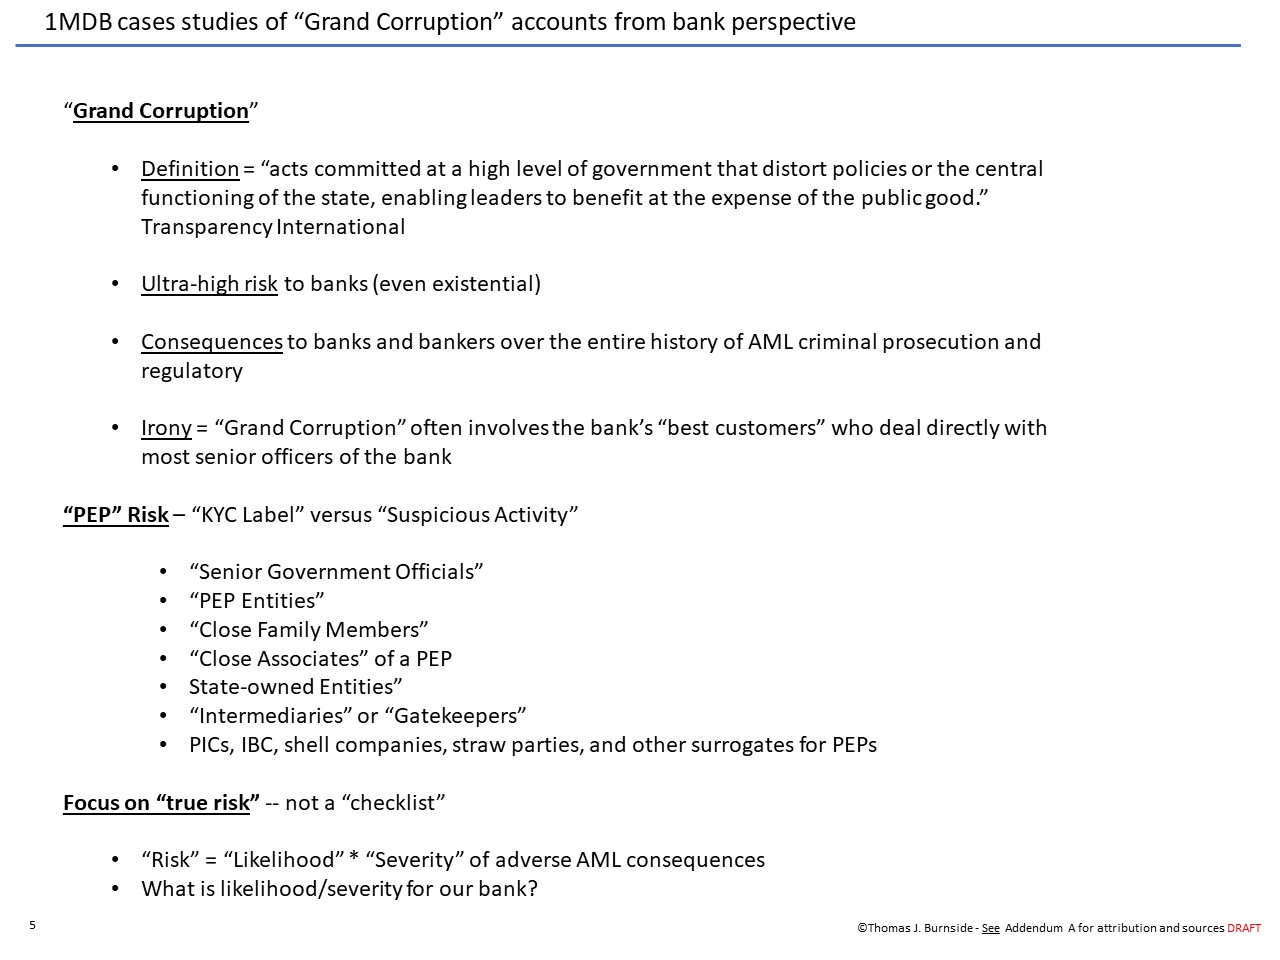 1MDB cases studies of “Grand Corruption” accounts from bank perspective
“Grand Corruption”
• Definition = “acts committed at a high level of government that distort policies or the central
functioning of the state, enabling leaders to benefit at the expense of the public good.”
Transparency International
• Ultra-high risk to banks (even existential)
• Consequences to banks and bankers over the entire history of AML criminal prosecution and
regulatory
• Irony = “Grand Corruption” often involves the bank’s “best customers” who deal directly with
most senior officers of the bank
“PEP” Risk – “KYC Label” versus “Suspicious Activity”
• “Senior Government Officials”
• “PEP Entities”
• “Close Family Members”
• “Close Associates” of a PEP
• State-owned Entities”
• “Intermediaries” or “Gatekeepers”
• PICs, IBC, shell companies, straw parties, and other surrogates for PEPs
Focus on “true risk” -- not a “checklist”
• “Risk” = “Likelihood” * “Severity” of adverse AML consequences
• What is likelihood/severity for our bank?
5
©Thomas J. Burnside - See Addendum A for attribution and sources DRAFT